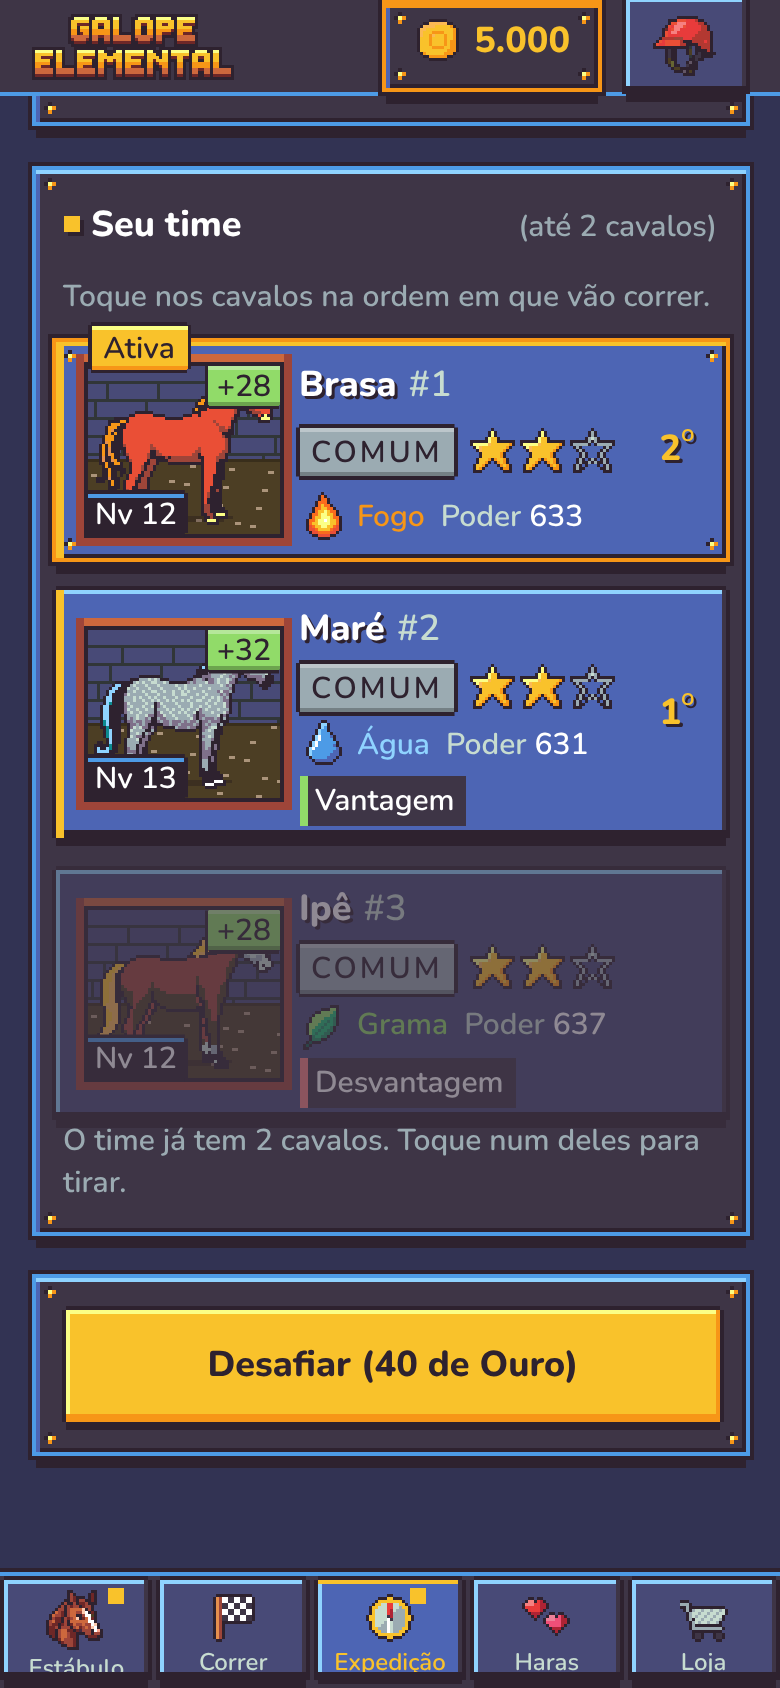 GALOPE
ELEMENTAL
5.000
Seu time
(até 2 cavalos)
Toque nos cavalos na ordem em que vão correr.
Ativa
+28
Brasa #1
COMUM
2º
Nv 12
Fogo Poder 633
+32
Maré #2
COMUM
1º
Água Poder 631
Nv 13
Vantagem
+28
Ipê #3
COMUM
Grama Poder 637
Nv 12
Desvantagem
O time já tem 2 cavalos. Toque num deles para
tirar.
Desafiar (40 de Ouro)
Estábulo
Correr
Expedição
Haras
Loja